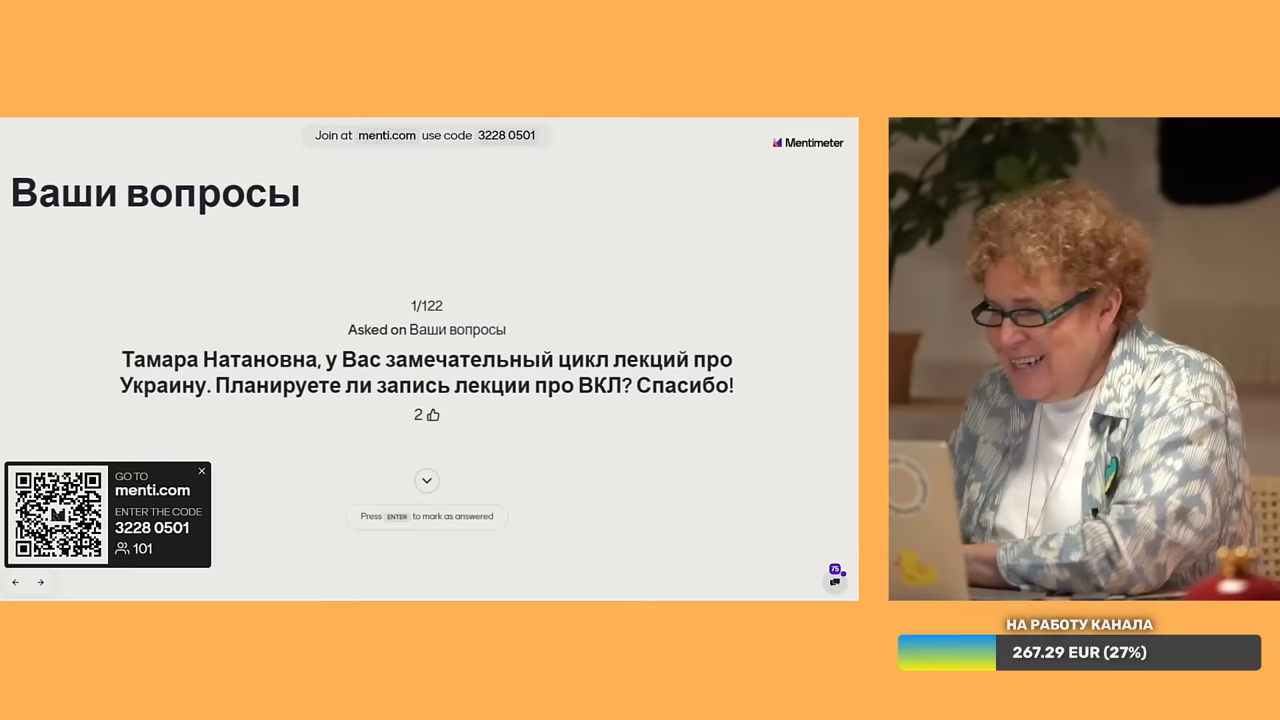 Join at menti.com use code 3228 0501
Mentimeter
Ваши вопросы
1/122
Asked on Ваши вопросы
Тамара Натановна, у Вас замечательный цикл лекций про
Украину. Планируете ли запись лекции про ВКЛ? Спасибо!
2
Press ENTER to mark as answered
GO TO
menti.com
ENTER THE CODE
3228 0501
101
75
НА РАБОТУ КАНАЛА
267.29 EUR (27%)